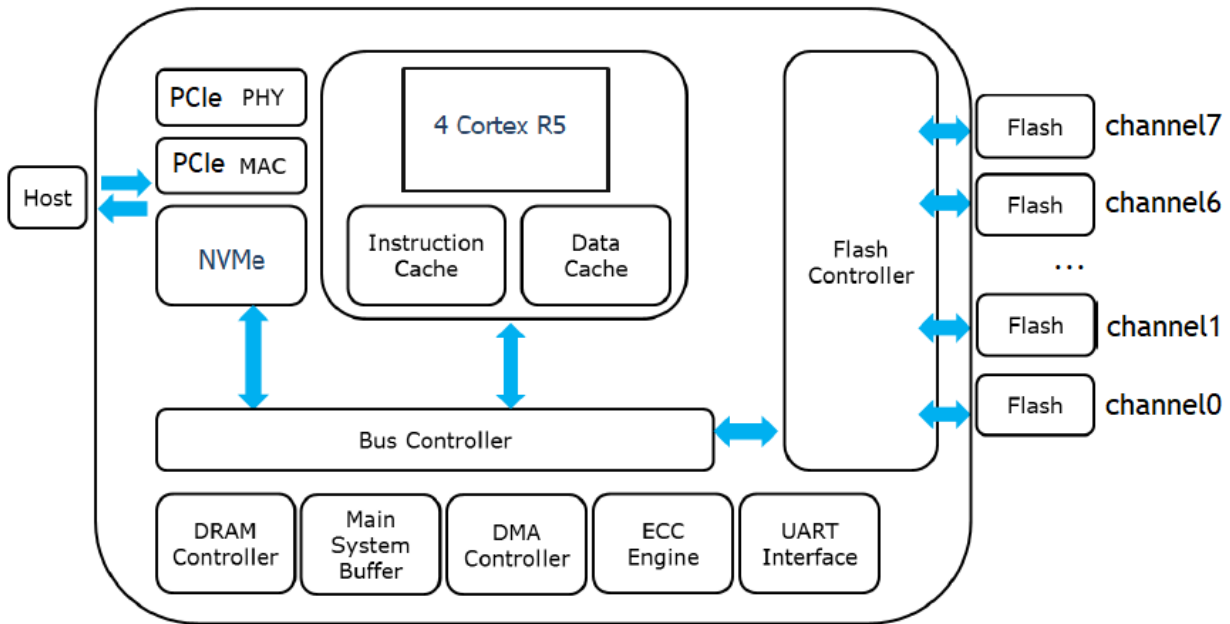 PCIe PHY
PCIe MAC
Host
NVMe
4 Cortex R5
Instruction
Cache
Data
Cache
Flash
Controller
Flash
channel7
Flash
channel6
...
Flash
channel1
Flash
channel0
Bus Controller
DRAM
Controller
Main
System
Buffer
DMA
Controller
ECC
Engine
UART
Interface